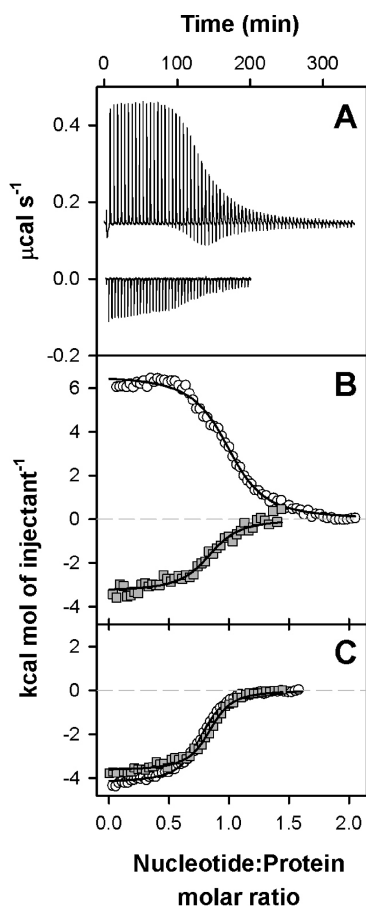 Time (min)
0 100 200 300
A
0.4
0.2
0.0
-0.2
μcal s⁻¹
B
6
4
2
0
-2
-4
kcal mol of injectant⁻¹
C
2
0
-2
-4
0.0 0.5 1.0 1.5 2.0
Nucleotide:Protein
molar ratio